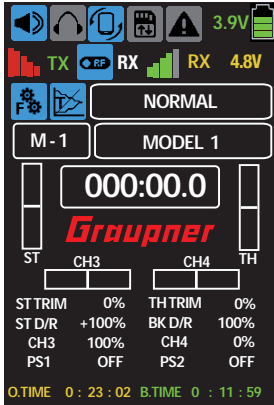 3.9V
TX RF RX RX 4.8V
F NORMAL
M - 1 MODEL 1
000:00.0
Graupner
ST CH3 CH4 TH
ST TRIM 0% TH TRIM 0%
ST D/R +100% BK D/R 100%
CH3 100% CH4 0%
PS1 OFF PS2 OFF
O.TIME 0 : 23 : 02 B.TIME 0 : 11 : 59